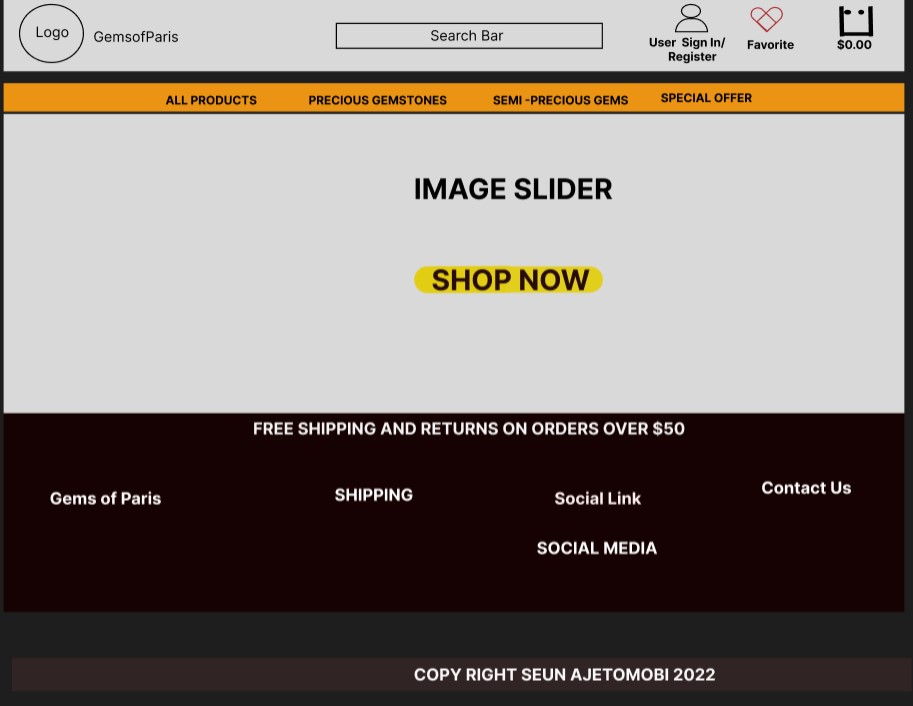 Logo
GemsofParis
Search Bar
User Sign In/
Register
Favorite
$0.00
ALL PRODUCTS
PRECIOUS GEMSTONES
SEMI -PRECIOUS GEMS
SPECIAL OFFER
IMAGE SLIDER
SHOP NOW
FREE SHIPPING AND RETURNS ON ORDERS OVER $50
Gems of Paris
SHIPPING
Social Link
Contact Us
SOCIAL MEDIA
COPY RIGHT SEUN AJETOMOBI 2022